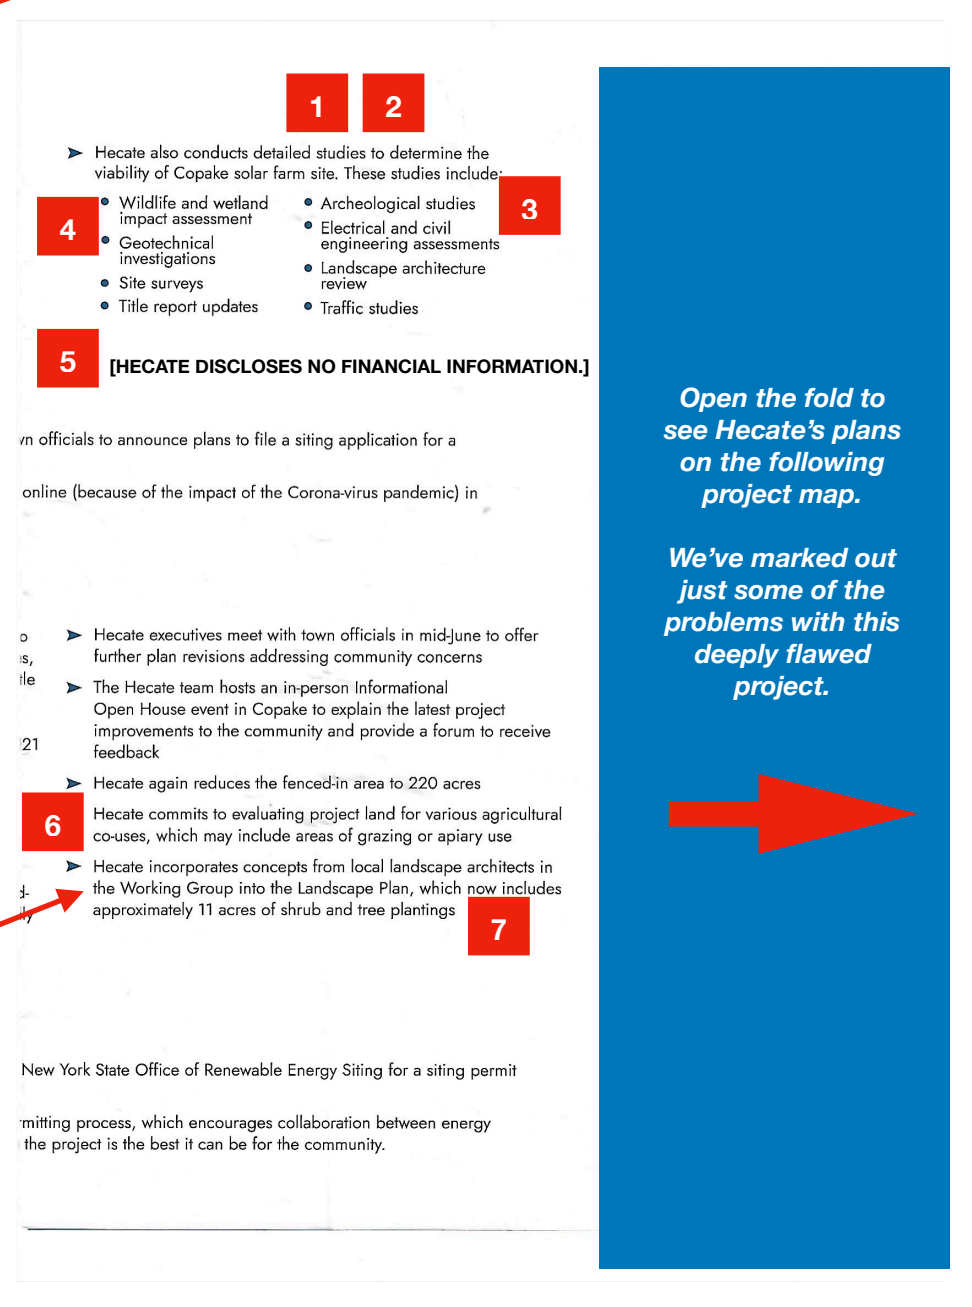 1 2
Hecate also conducts detailed studies to determine the
viability of Copake solar farm site. These studies include:
4
Wildlife and wetland
impact assessment
Geotechnical
investigations
Site surveys
Title report updates
Archeological studies
3
Electrical and civil
engineering assessments
Landscape architecture
review
Traffic studies
5 [HECATE DISCLOSES NO FINANCIAL INFORMATION.]
officials to announce plans to file a siting application for a
online (because of the impact of the Corona-virus pandemic) in
21
Hecate executives meet with town officials in mid-June to offer
further plan revisions addressing community concerns
The Hecate team hosts an in-person Informational
Open House event in Copake to explain the latest project
improvements to the community and provide a forum to receive
feedback
Hecate again reduces the fenced-in area to 220 acres
6
Hecate commits to evaluating project land for various agricultural
co-uses, which may include areas of grazing or apiary use
Hecate incorporates concepts from local landscape architects in
the Working Group into the Landscape Plan, which now includes
approximately 11 acres of shrub and tree plantings
7
New York State Office of Renewable Energy Siting for a siting permit
mitting process, which encourages collaboration between energy
the project is the best it can be for the community.
Open the fold to
see Hecate's plans
on the following
project map.
We've marked out
just some of the
problems with this
deeply flawed
project.